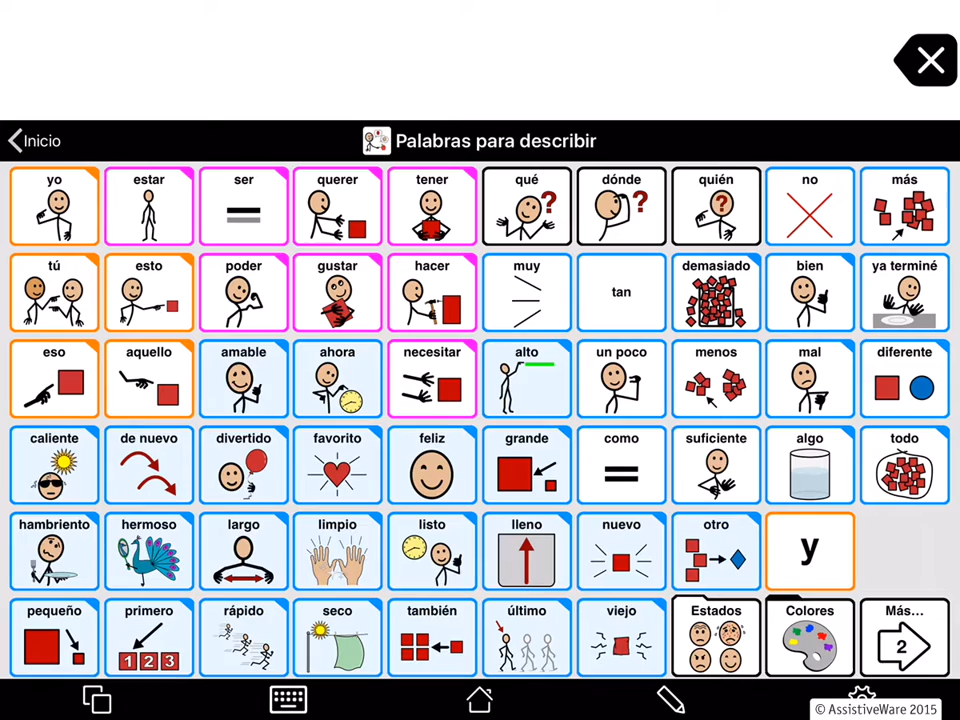 Inicio
Palabras para describir
yo estar ser querer tener qué dónde quién no más
tú esto poder gustar hacer muy tan demasiado bien ya terminé
eso aquello amable ahora necesitar alto un poco menos mal diferente
caliente de nuevo divertido favorito feliz grande como suficiente algo todo
hambriento hermoso largo limpio listo lleno nuevo otro y
pequeño primero rápido seco también último viejo Estados Colores Más...
1 2 3
2
© AssistiveWare 2015